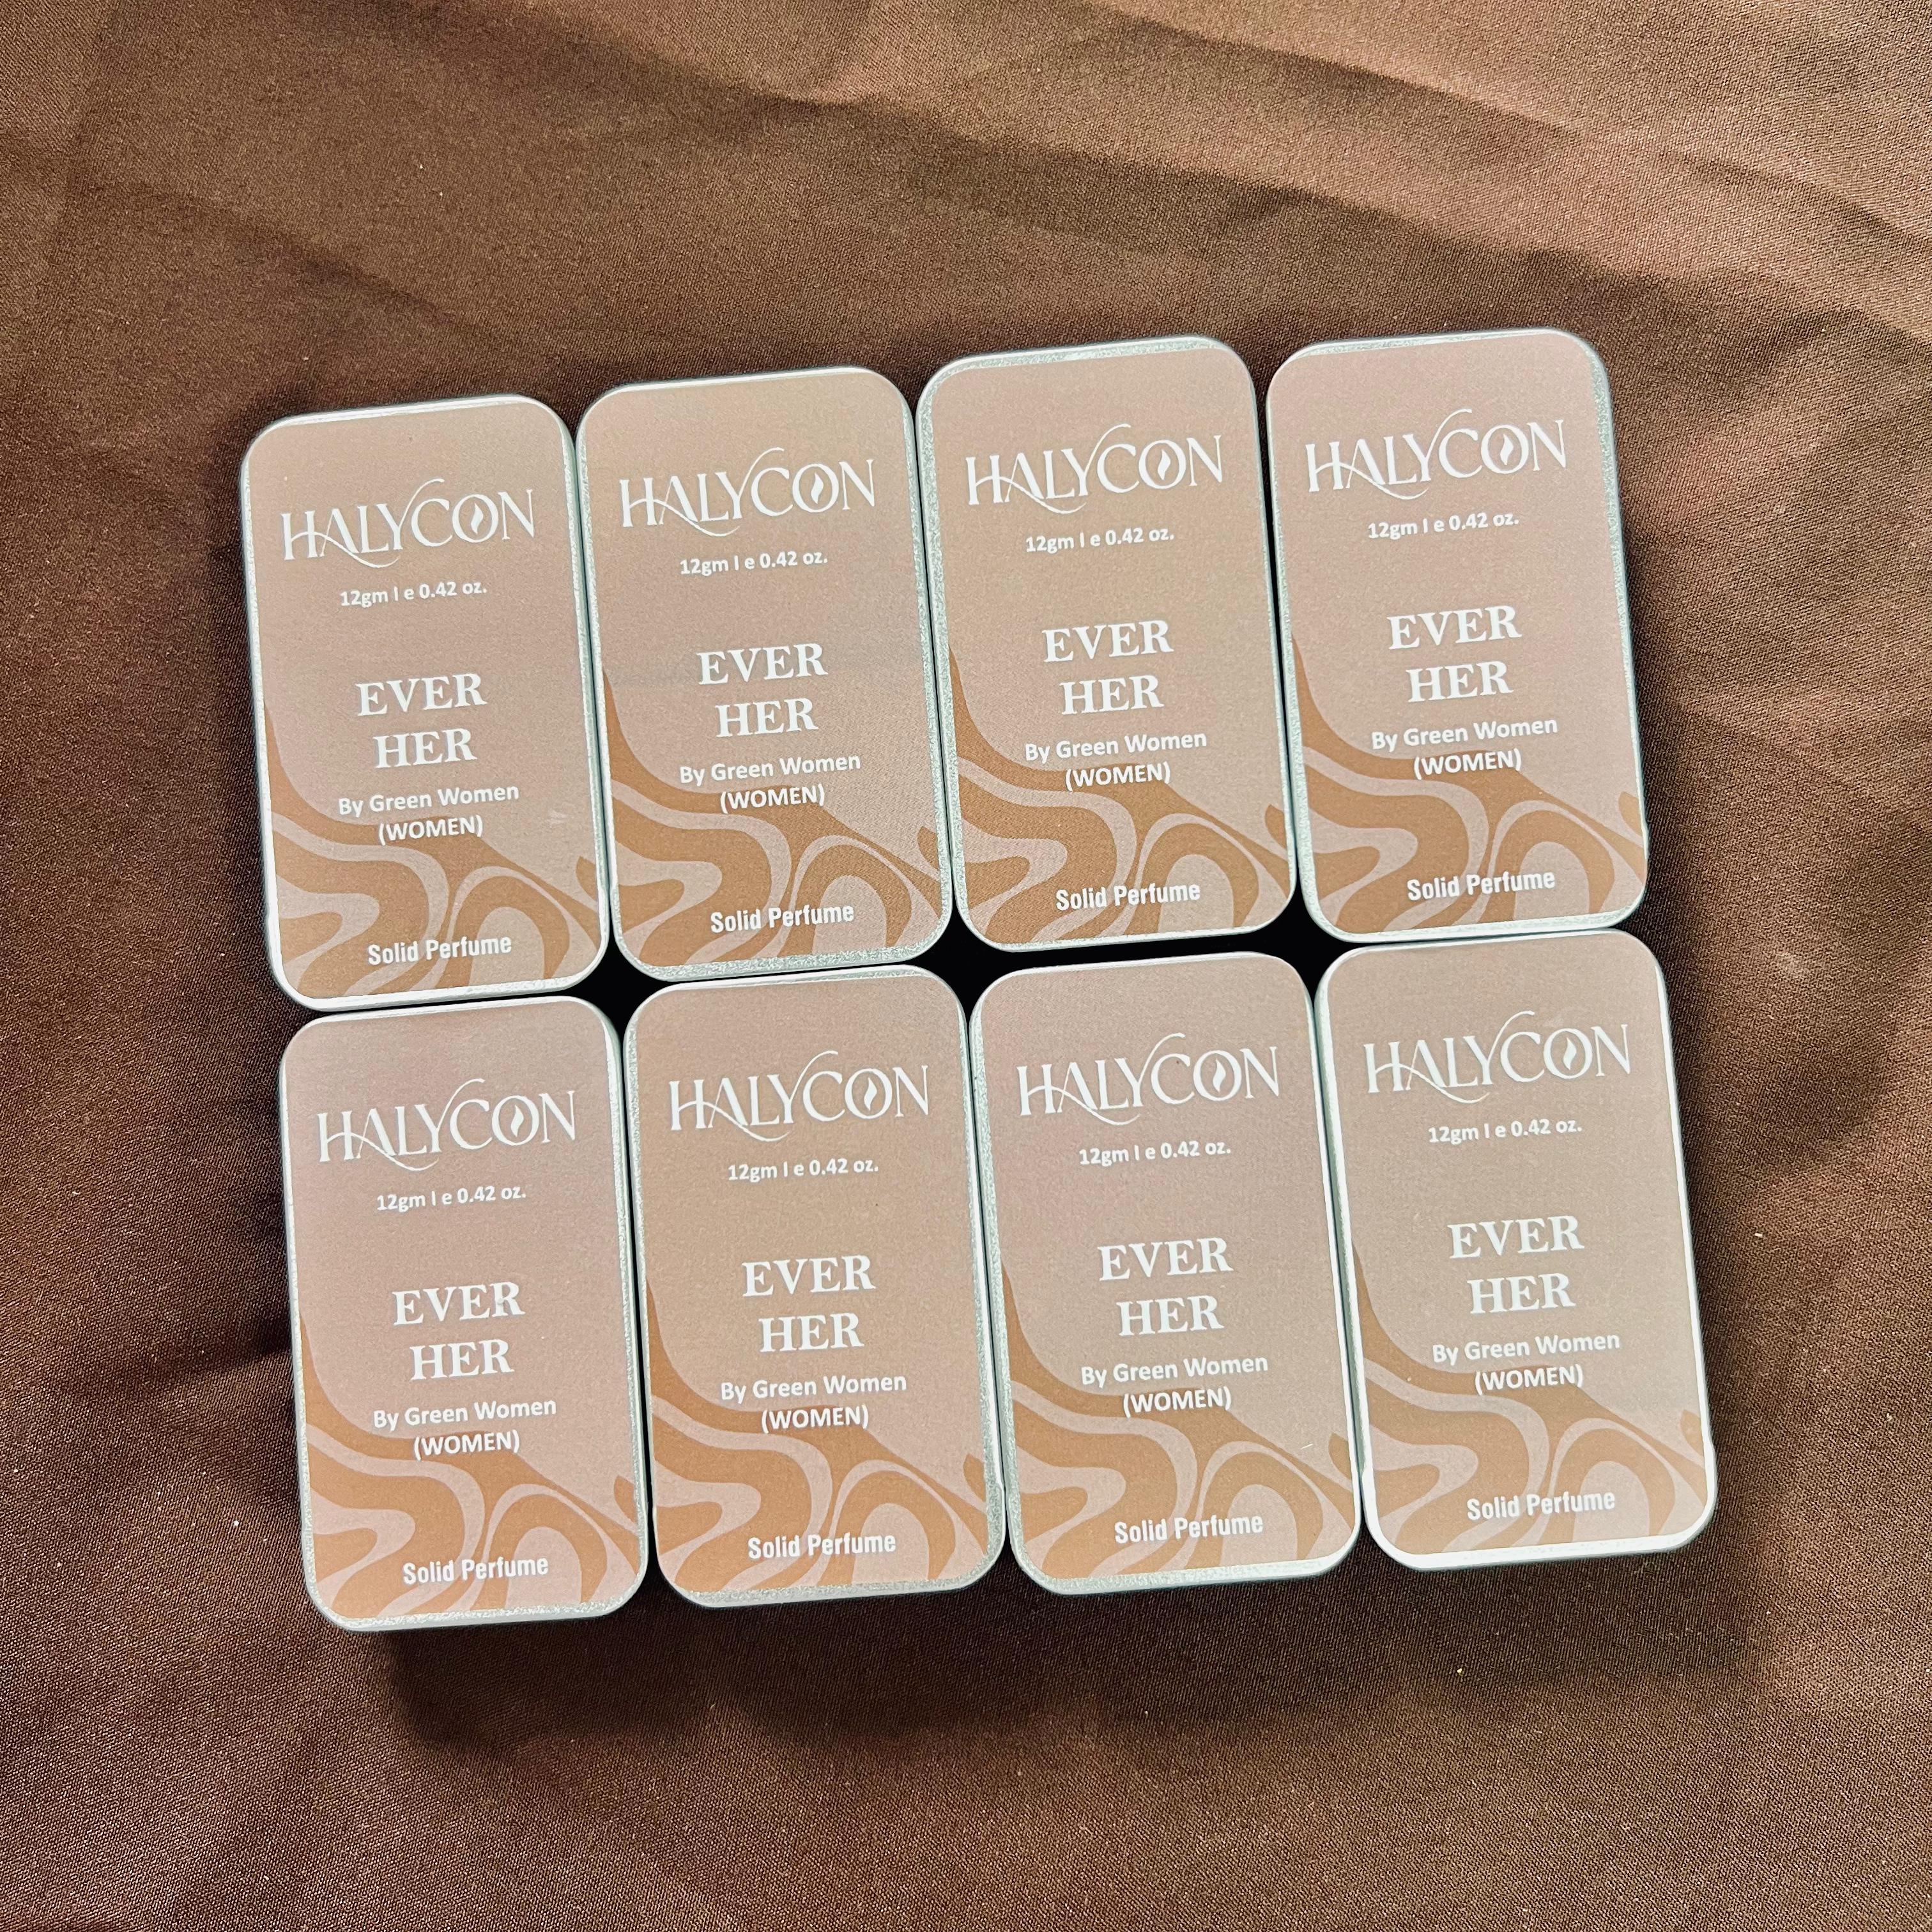 HALYCON
12gm l e 0.42 oz.
EVER
HER
By Green Women
(WOMEN)
Solid Perfume
HALYCON
12gm l e 0.42 oz.
EVER
HER
By Green Women
(WOMEN)
Solid Perfume
HALYCON
12gm l e 0.42 oz.
EVER
HER
By Green Women
(WOMEN)
Solid Perfume
HALYCON
12gm l e 0.42 oz.
EVER
HER
By Green Women
(WOMEN)
Solid Perfume
HALYCON
12gm l e 0.42 oz.
EVER
HER
By Green Women
(WOMEN)
Solid Perfume
HALYCON
12gm l e 0.42 oz.
EVER
HER
By Green Women
(WOMEN)
Solid Perfume
HALYCON
12gm l e 0.42 oz.
EVER
HER
By Green Women
(WOMEN)
Solid Perfume
HALYCON
12gm l e 0.42 oz.
EVER
HER
By Green Women
(WOMEN)
Solid Perfume